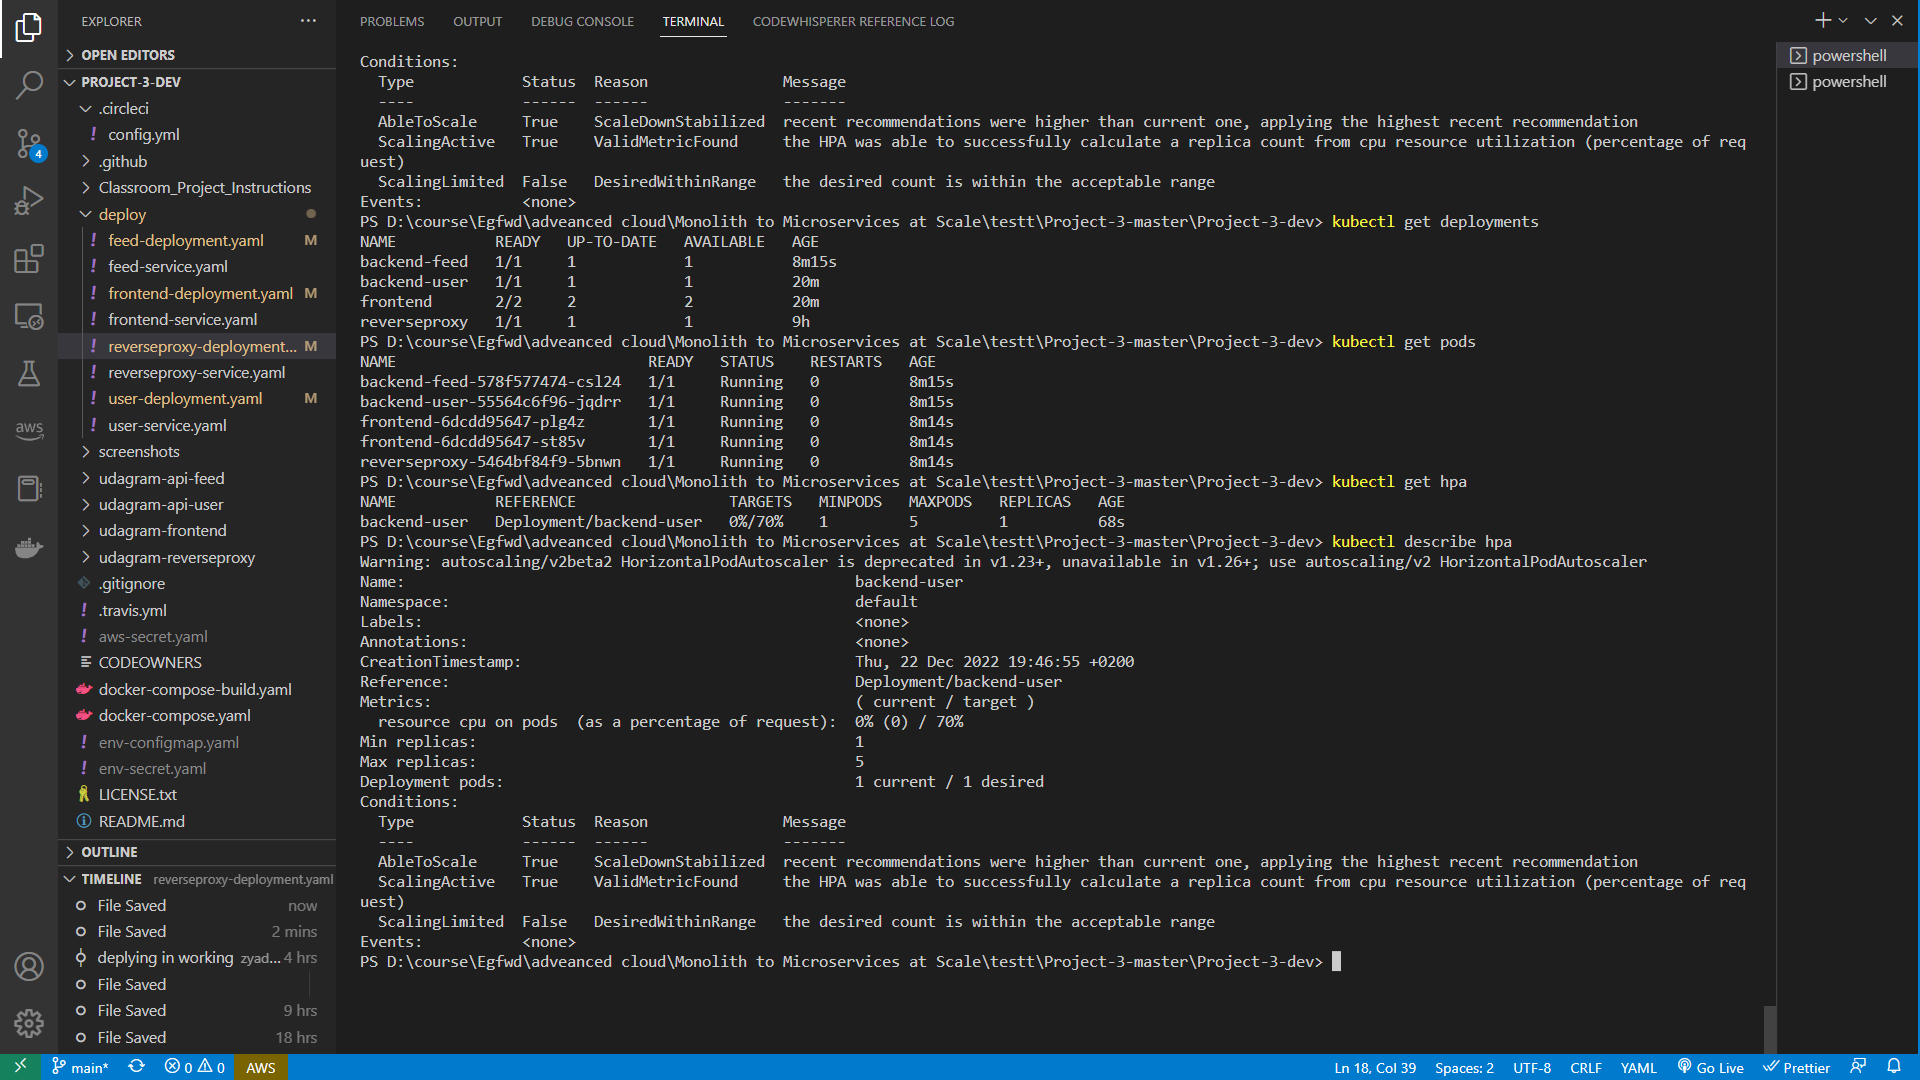 EXPLORER
OPEN EDITORS
PROJECT-3-DEV
.circleci
! config.yml
.github
Classroom_Project_Instructions
deploy
! feed-deployment.yaml M
! feed-service.yaml
! frontend-deployment.yaml M
! frontend-service.yaml
! reverseproxy-deployment... M
! reverseproxy-service.yaml
! user-deployment.yaml M
! user-service.yaml
screenshots
udagram-api-feed
udagram-api-user
udagram-frontend
udagram-reverseproxy
.gitignore
! .travis.yml
! aws-secret.yaml
CODEOWNERS
docker-compose-build.yaml
docker-compose.yaml
! env-configmap.yaml
! env-secret.yaml
LICENSE.txt
README.md
OUTLINE
TIMELINE reverseproxy-deployment.yaml
File Saved now
File Saved 2 mins
deplying in working zyad... 4 hrs
File Saved
File Saved 9 hrs
File Saved 18 hrs
4
aws
PROBLEMS OUTPUT DEBUG CONSOLE TERMINAL CODEWHISPERER REFERENCE LOG
Conditions:
Type Status Reason Message
---- ------ ------ -------
AbleToScale True ScaleDownStabilized recent recommendations were higher than current one, applying the highest recent recommendation
ScalingActive True ValidMetricFound the HPA was able to successfully calculate a replica count from cpu resource utilization (percentage of req
uest)
ScalingLimited False DesiredWithinRange the desired count is within the acceptable range
Events: <none>
PS D:\course\Egfwd\adveanced cloud\Monolith to Microservices at Scale\testt\Project-3-master\Project-3-dev> kubectl get deployments
NAME READY UP-TO-DATE AVAILABLE AGE
backend-feed 1/1 1 1 8m15s
backend-user 1/1 1 1 20m
frontend 2/2 2 2 20m
reverseproxy 1/1 1 1 9h
PS D:\course\Egfwd\adveanced cloud\Monolith to Microservices at Scale\testt\Project-3-master\Project-3-dev> kubectl get pods
NAME READY STATUS RESTARTS AGE
backend-feed-578f577474-csl24 1/1 Running 0 8m15s
backend-user-55564c6f96-jqdrr 1/1 Running 0 8m15s
frontend-6dcdd95647-plg4z 1/1 Running 0 8m14s
frontend-6dcdd95647-st85v 1/1 Running 0 8m14s
reverseproxy-5464bf84f9-5bnwn 1/1 Running 0 8m14s
PS D:\course\Egfwd\adveanced cloud\Monolith to Microservices at Scale\testt\Project-3-master\Project-3-dev> kubectl get hpa
NAME REFERENCE TARGETS MINPODS MAXPODS REPLICAS AGE
backend-user Deployment/backend-user 0%/70% 1 5 1 68s
PS D:\course\Egfwd\adveanced cloud\Monolith to Microservices at Scale\testt\Project-3-master\Project-3-dev> kubectl describe hpa
Warning: autoscaling/v2beta2 HorizontalPodAutoscaler is deprecated in v1.23+, unavailable in v1.26+; use autoscaling/v2 HorizontalPodAutoscaler
Name: backend-user
Namespace: default
Labels: <none>
Annotations: <none>
CreationTimestamp: Thu, 22 Dec 2022 19:46:55 +0200
Reference: Deployment/backend-user
Metrics: ( current / target )
resource cpu on pods (as a percentage of request): 0% (0) / 70%
Min replicas: 1
Max replicas: 5
Deployment pods: 1 current / 1 desired
Conditions:
Type Status Reason Message
---- ------ ------ -------
AbleToScale True ScaleDownStabilized recent recommendations were higher than current one, applying the highest recent recommendation
ScalingActive True ValidMetricFound the HPA was able to successfully calculate a replica count from cpu resource utilization (percentage of req
uest)
ScalingLimited False DesiredWithinRange the desired count is within the acceptable range
Events: <none>
PS D:\course\Egfwd\adveanced cloud\Monolith to Microservices at Scale\testt\Project-3-master\Project-3-dev>
powershell
powershell
main* 0 0 AWS Ln 18, Col 39 Spaces: 2 UTF-8 CRLF YAML Go Live Prettier